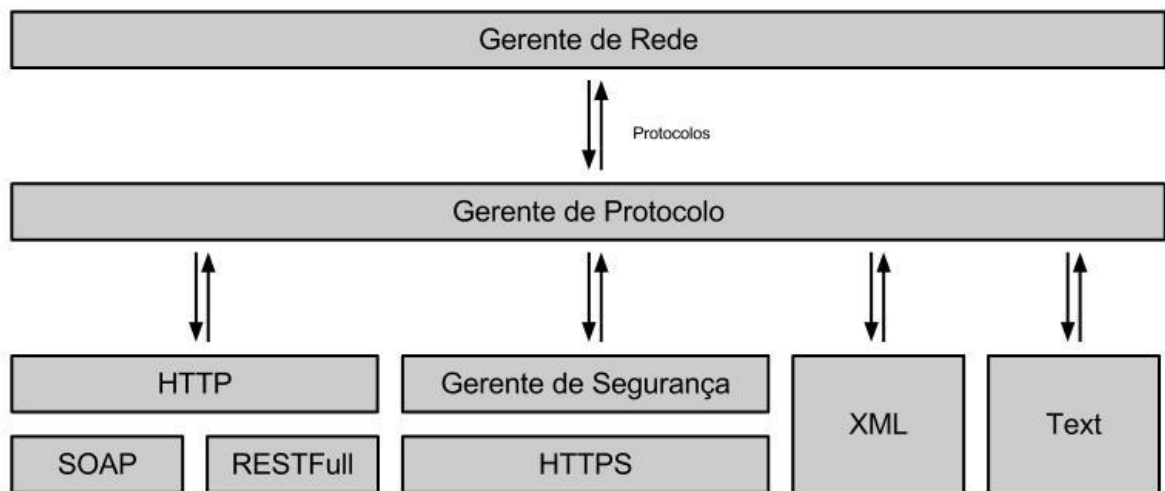 Gerente de Rede
Protocolos
Gerente de Protocolo
HTTP
Gerente de Segurança
XML
Text
SOAP
RESTFull
HTTPS